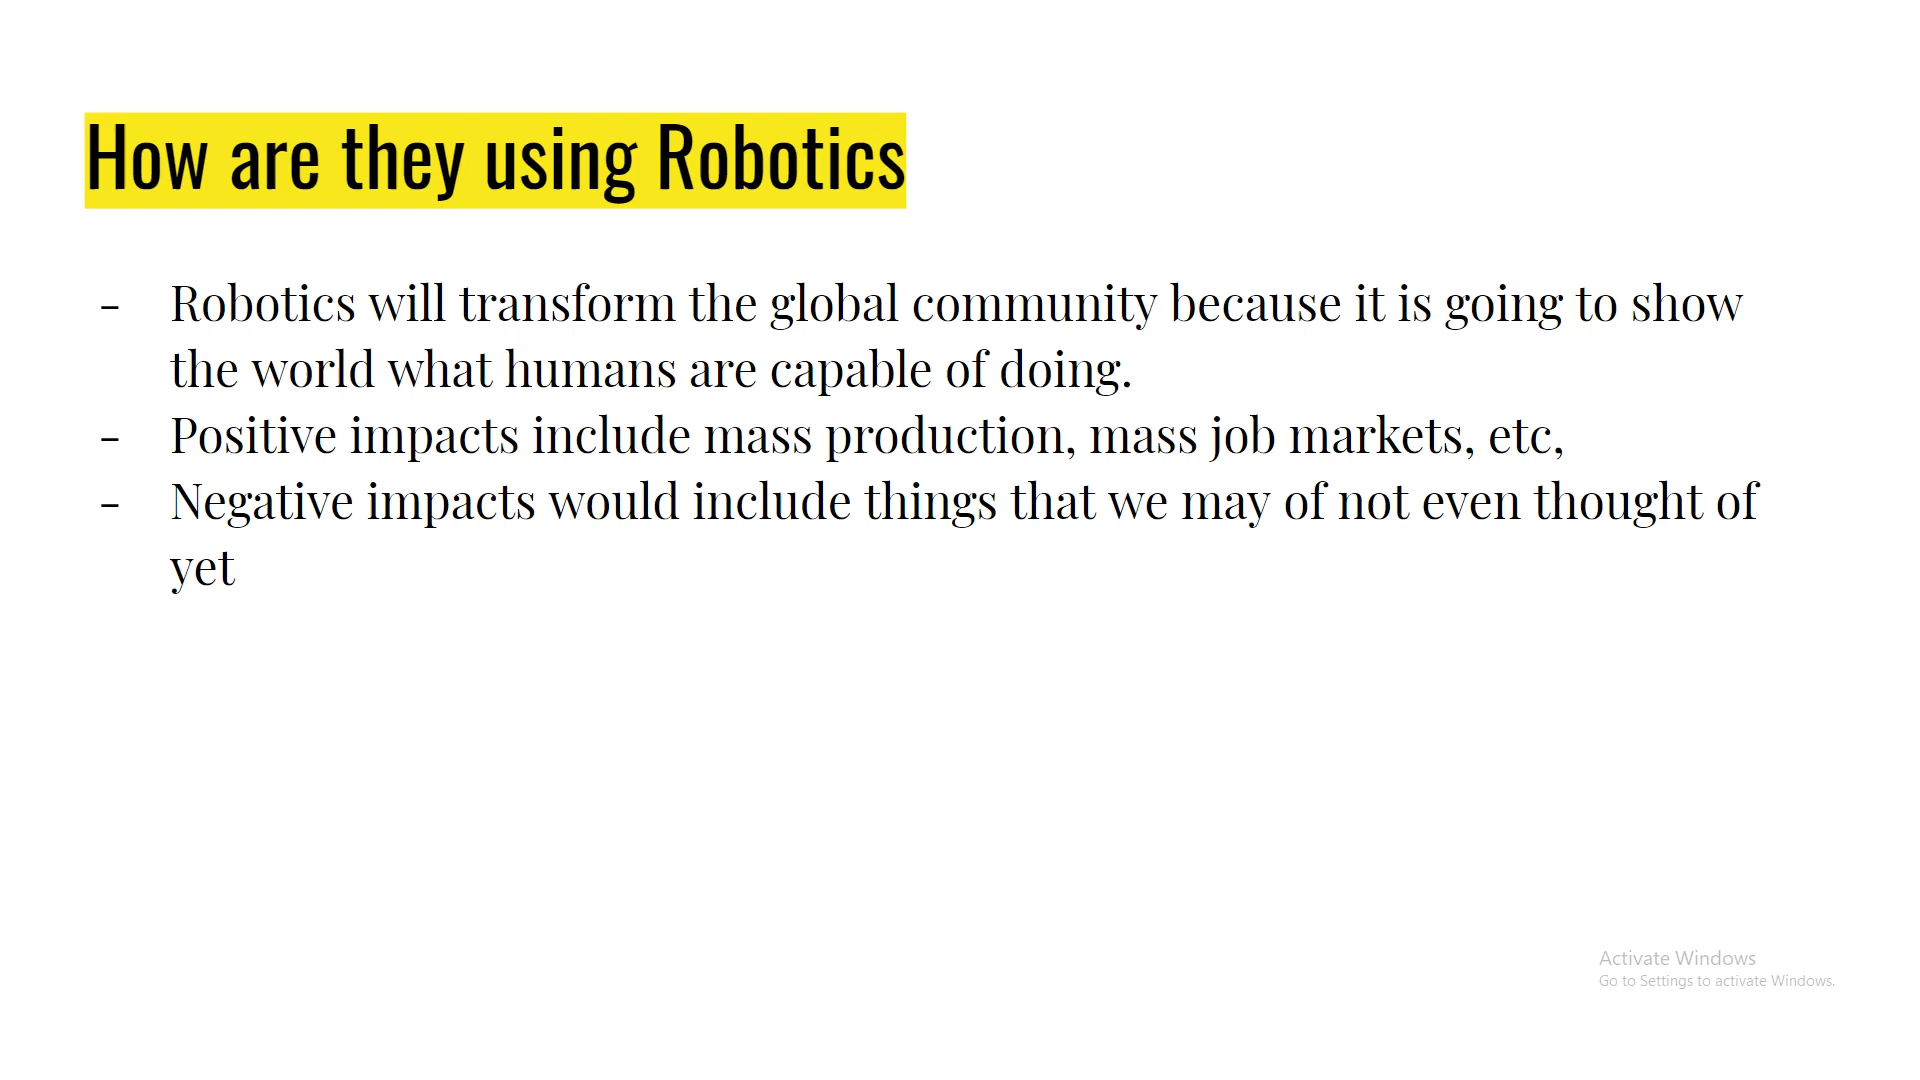 How are they using Robotics
- Robotics will transform the global community because it is going to show
the world what humans are capable of doing.
- Positive impacts include mass production, mass job markets, etc,
- Negative impacts would include things that we may of not even thought of
yet
Activate Windows
Go to Settings to activate Windows.